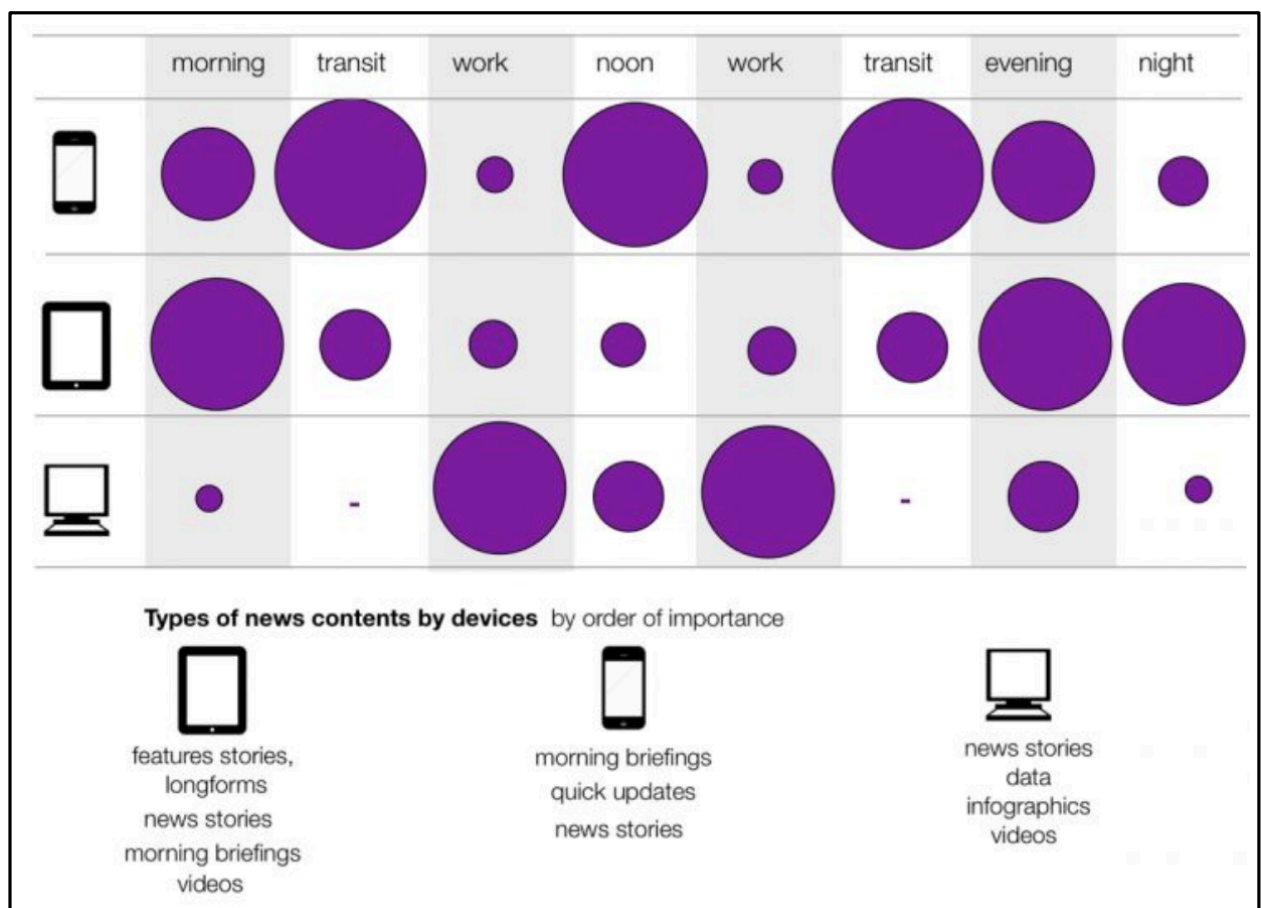 morning transit work noon work transit evening night
-
-
Types of news contents by devices by order of importance
features stories,
longforms
news stories
morning briefings
videos
morning briefings
quick updates
news stories
news stories
data
infographics
videos